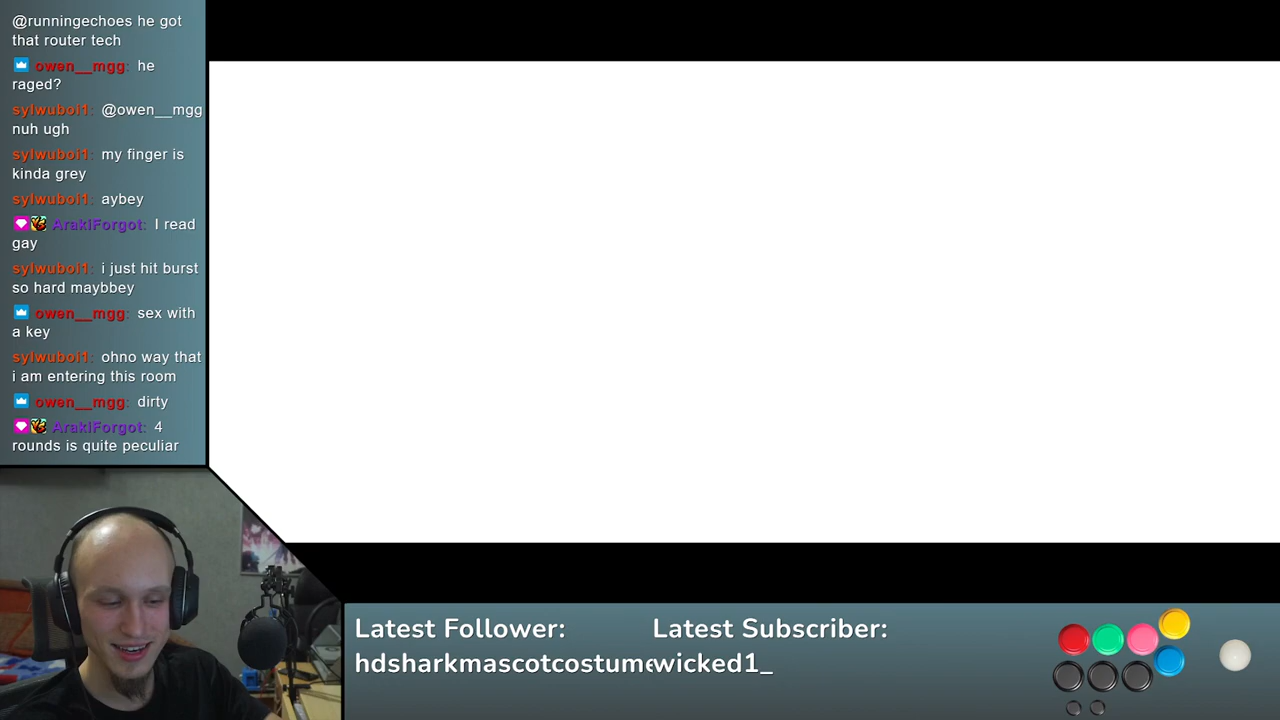 @runningechoes he got
that router tech
owen__mgg: he
raged?
sylwuboi1: @owen__mgg
nuh ugh
sylwuboi1: my finger is
kinda grey
sylwuboi1: aybey
ArakiForgot: I read
gay
sylwuboi1: i just hit burst
so hard maybbey
owen__mgg: sex with
a key
sylwuboi1: ohno way that
i am entering this room
owen__mgg: dirty
ArakiForgot: 4
rounds is quite peculiar
Latest Follower:
hdsharkmascotcostume
Latest Subscriber:
wicked1_